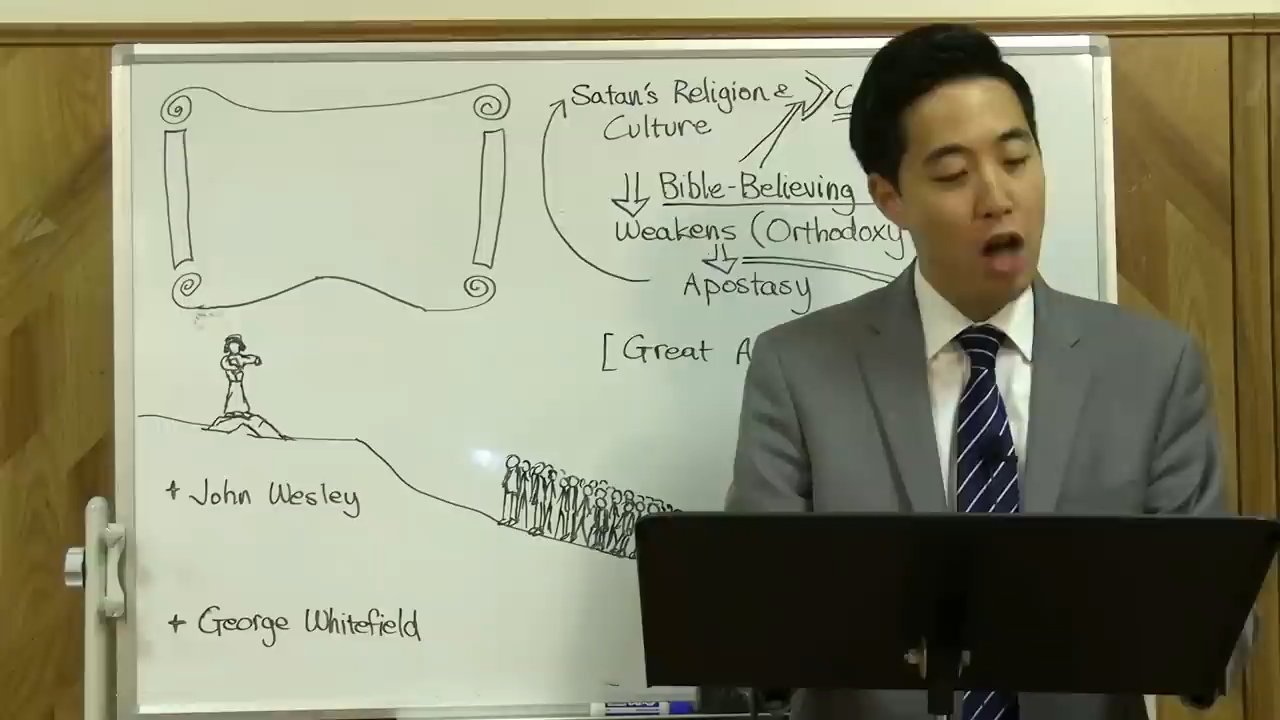 Satan's Religion &
Culture
Bible-Believing
Weakens (Orthodoxy
Apostasy
[Great
+ John Wesley
+ George Whitefield